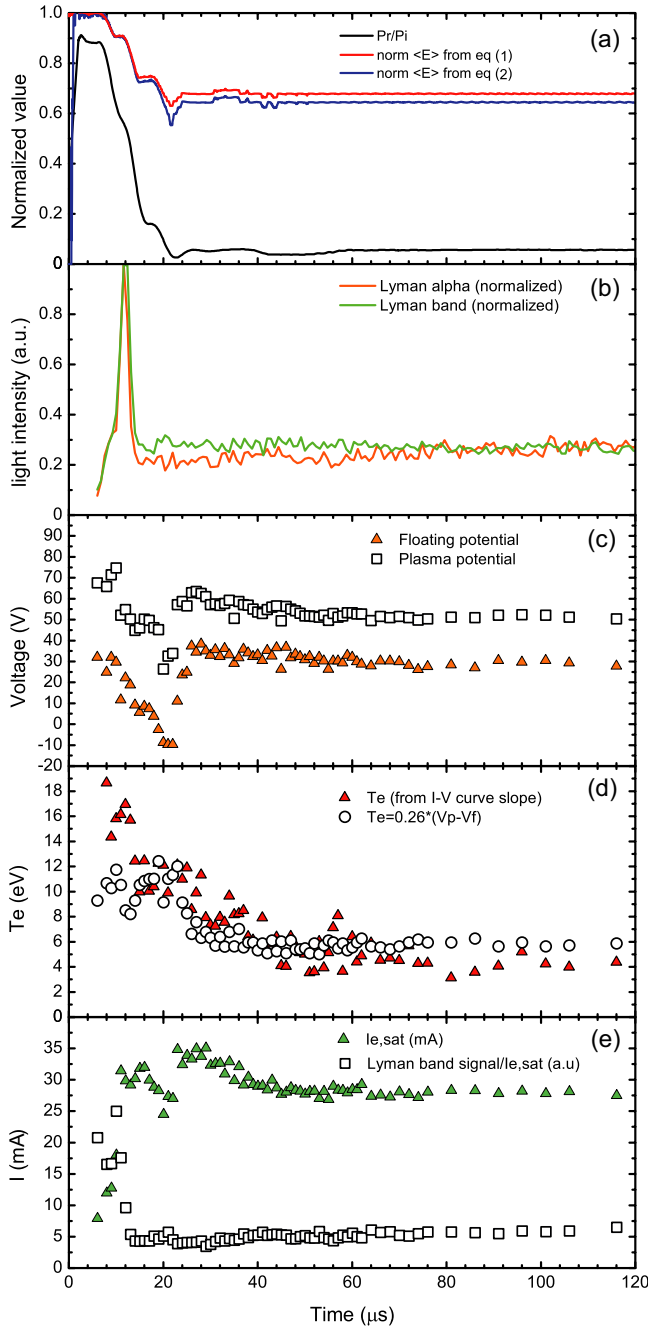 (a)
Pr/Pi
norm <E> from eq (1)
norm <E> from eq (2)
Normalized value
1.0
0.8
0.6
0.4
0.2
0
(b)
Lyman alpha (normalized)
Lyman band (normalized)
light intensity (a.u.)
0.8
0.6
0.4
0.2
0
(c)
Floating potential
Plasma potential
Voltage (V)
90
80
70
60
50
40
30
20
10
0
-10
-20
(d)
Te (from I-V curve slope)
Te=0.26*(Vp-Vf)
Te (eV)
18
16
14
12
10
8
6
4
2
0
(e)
Ie,sat (mA)
Lyman band signal/Ie,sat (a.u)
I (mA)
35
30
25
20
15
10
5
0
0 20 40 60 80 100 120
Time (μs)